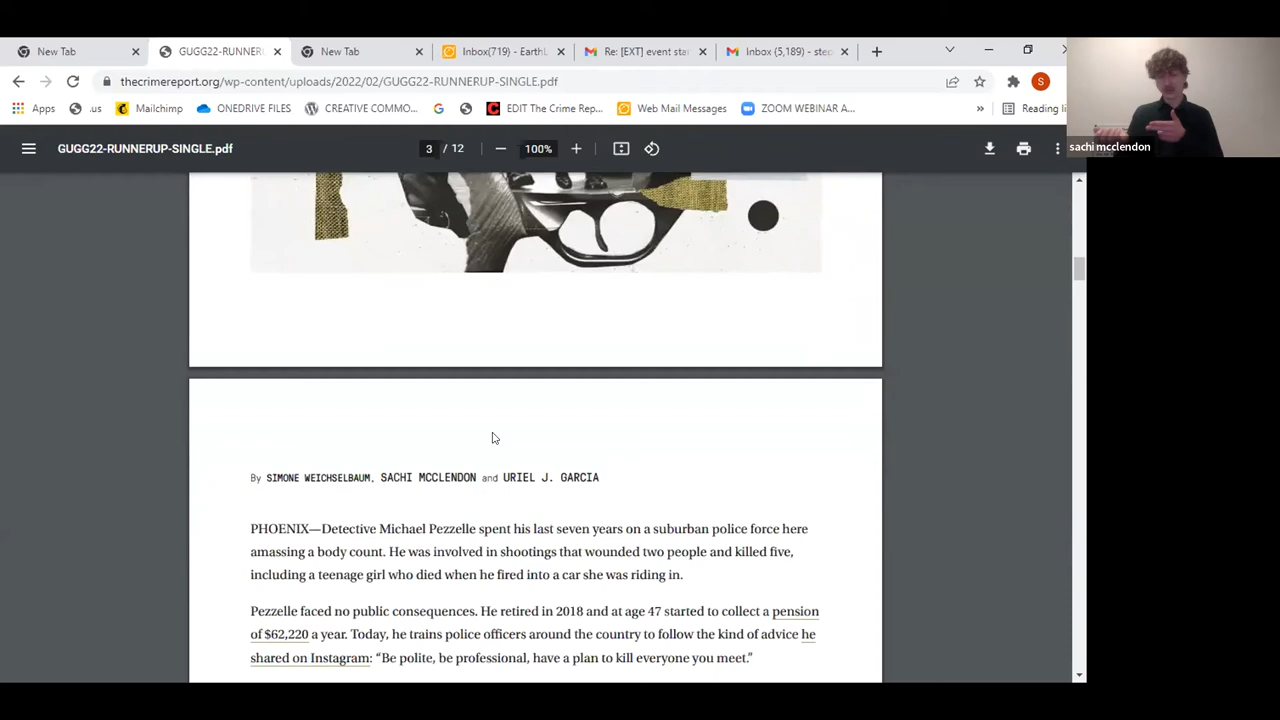 New Tab
GUGG22-RUNNER
New Tab
Inbox(719) - EarthL
Re: [EXT] event sta
Inbox (5,189) - ste
thecrimereport.org/wp-content/uploads/2022/02/GUGG22-RUNNERUP-SINGLE.pdf
S
Apps
.us
Mailchimp
ONEDRIVE FILES
CREATIVE COMMO...
EDIT The Crime Rep...
Web Mail Messages
ZOOM WEBINAR A...
»
Reading li
GUGG22-RUNNERUP-SINGLE.pdf
3 / 12
100%
sachi mcclendon
By SIMONE WEICHSELBAUM, SACHI MCCLENDON and URIEL J. GARCIA
PHOENIX—Detective Michael Pezzelle spent his last seven years on a suburban police force here
amassing a body count. He was involved in shootings that wounded two people and killed five,
including a teenage girl who died when he fired into a car she was riding in.
Pezzelle faced no public consequences. He retired in 2018 and at age 47 started to collect a pension
of $62,220 a year. Today, he trains police officers around the country to follow the kind of advice he
shared on Instagram: “Be polite, be professional, have a plan to kill everyone you meet.”